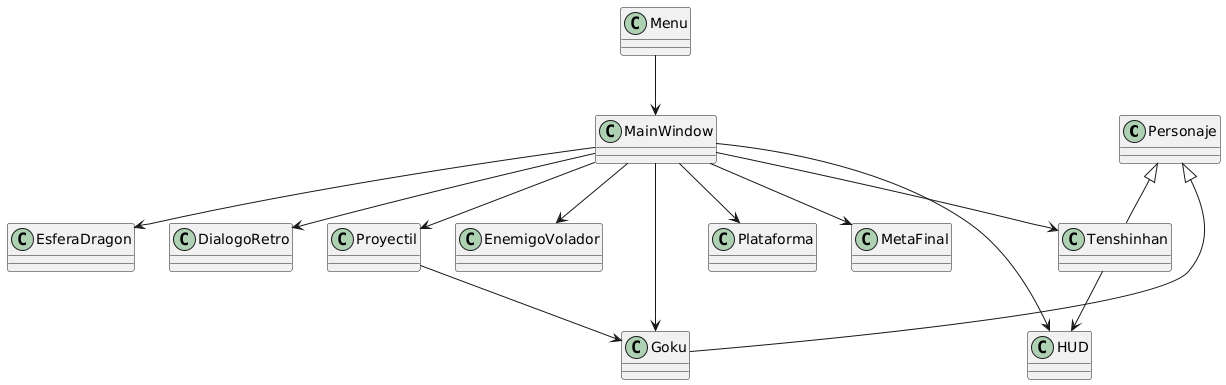 C Menu
C MainWindow
C Personaje
C EsferaDragon
C DialogoRetro
C Proyectil
C EnemigoVolador
C Plataforma
C MetaFinal
C Tenshinhan
C Goku
C HUD